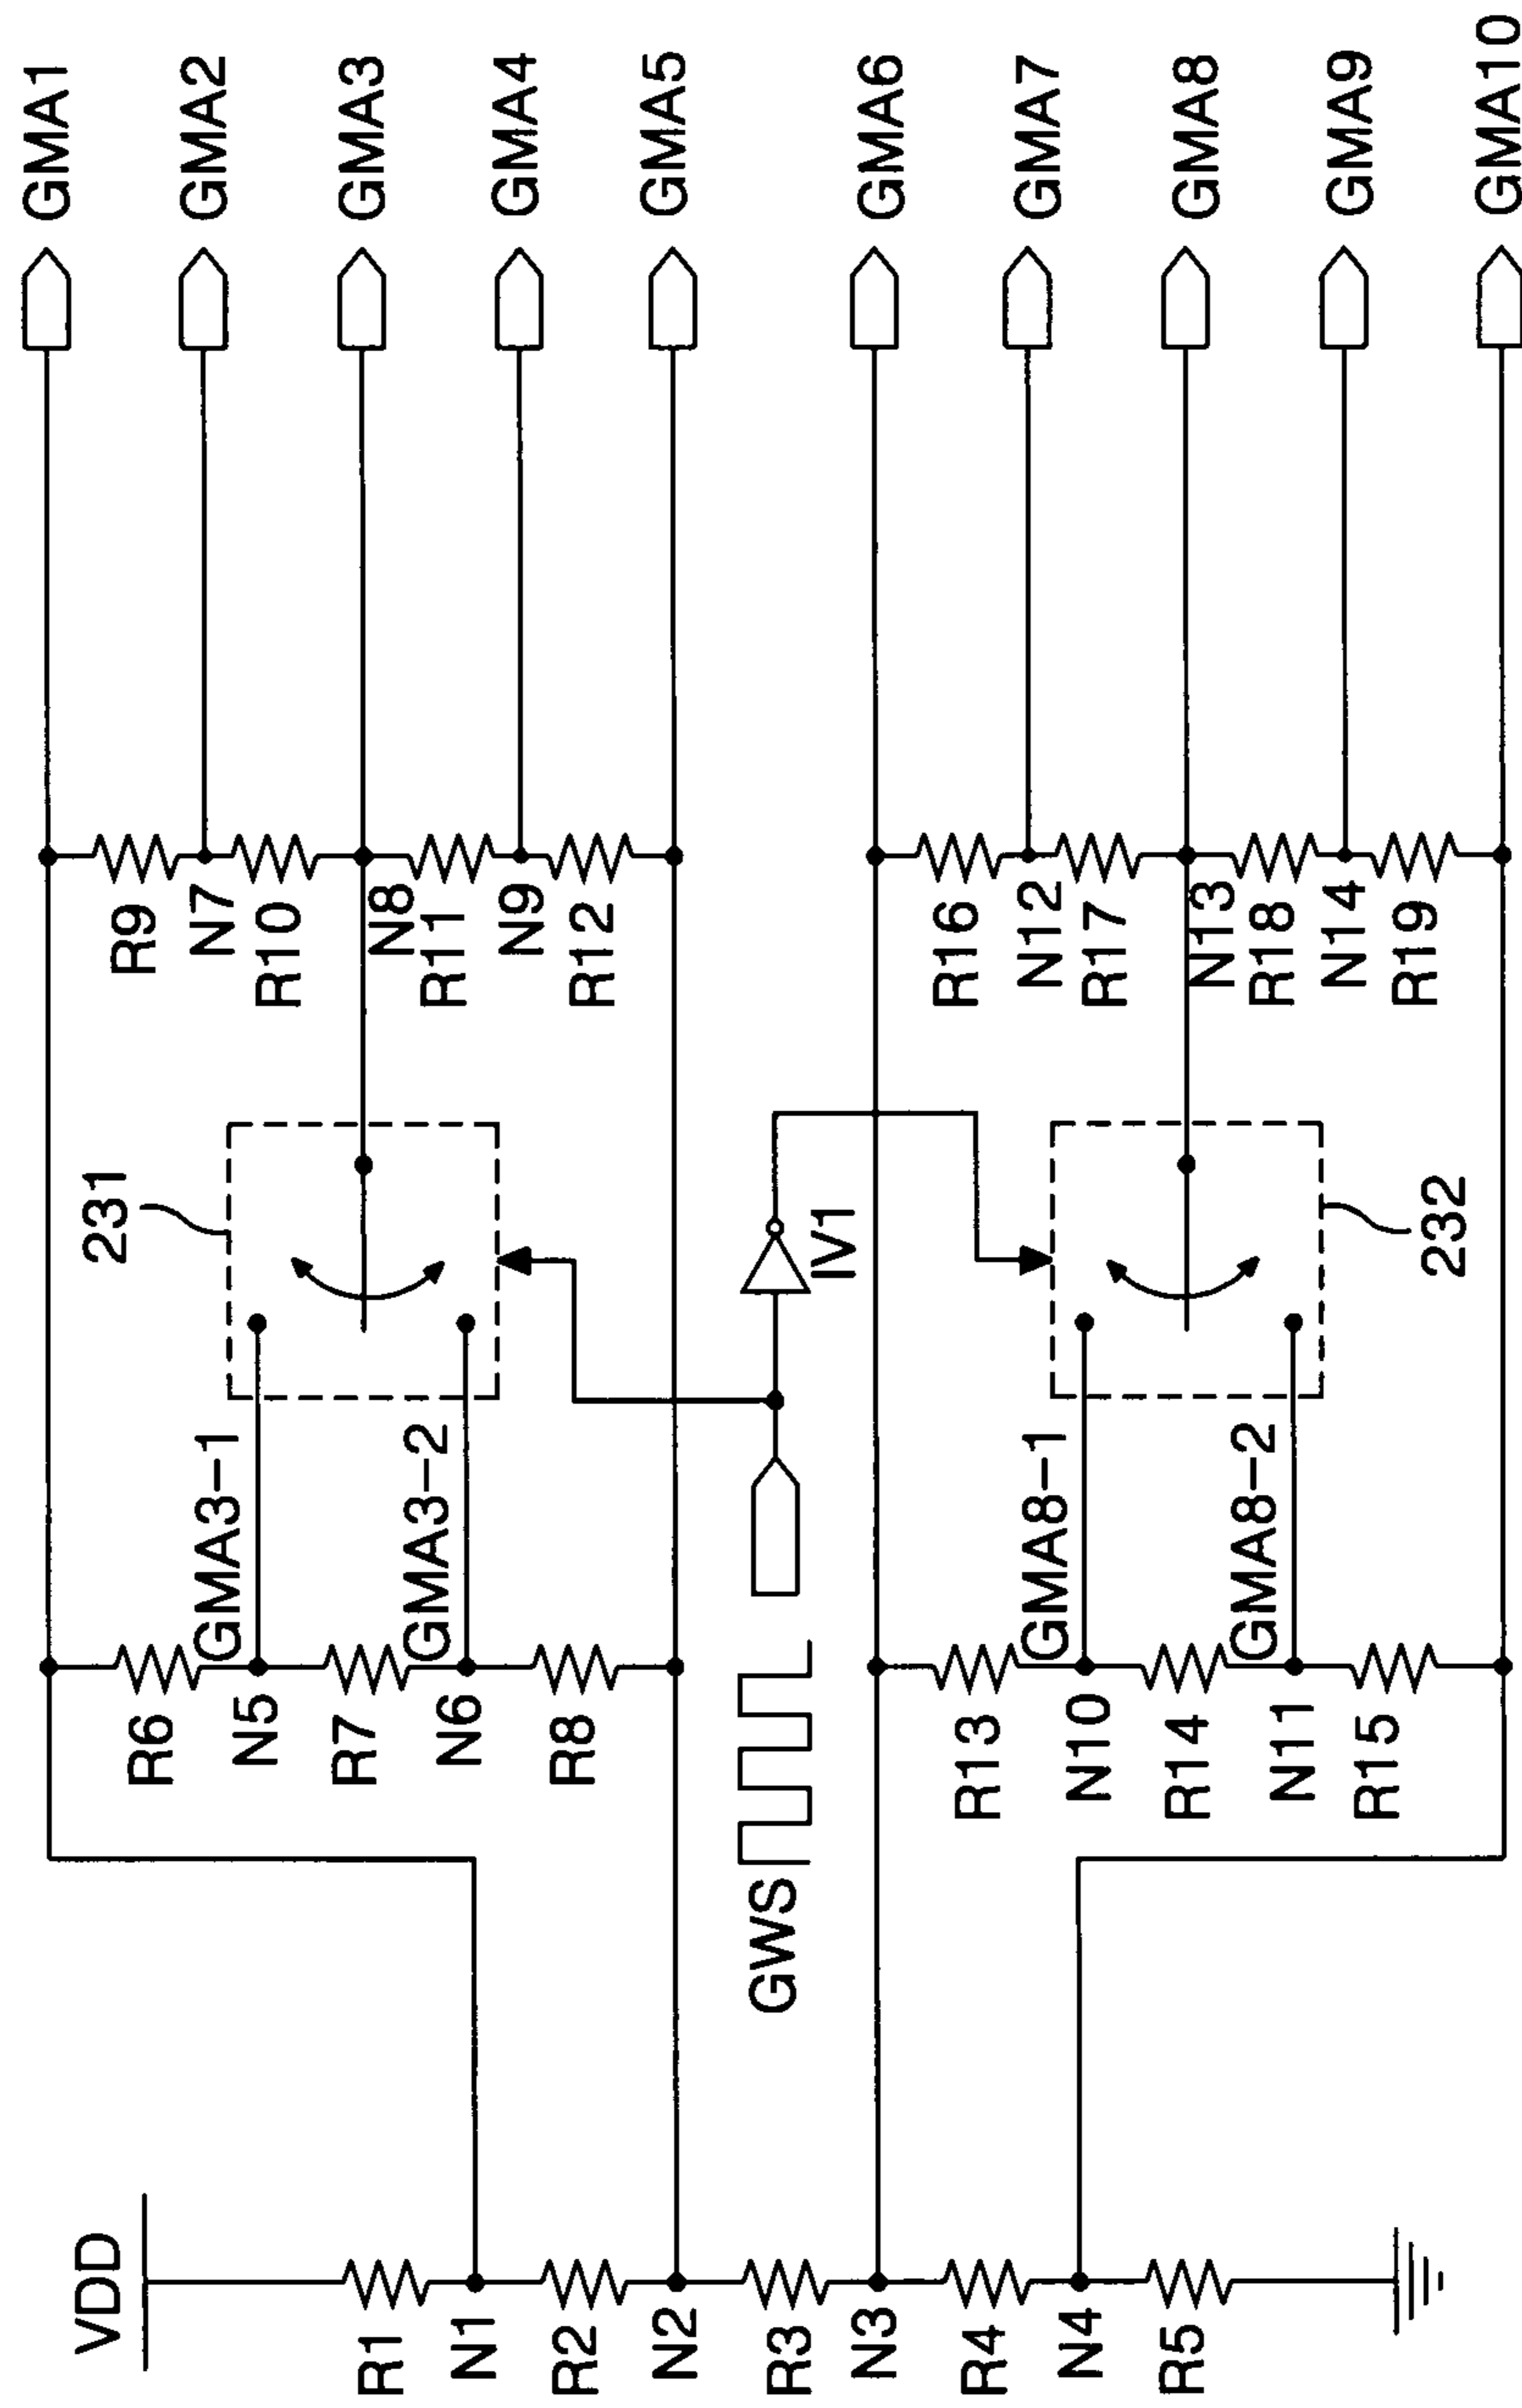 VDD
R1
N1
R2
N2
R3
N3
R4
N4
R5
GWS
R6
N5
R7
N6
R8
R13
N10
R14
N11
R15
GMA3-1
GMA3-2
GMA8-1
GMA8-2
231
IV1
232
R9
N7
R10
N8
R11
N9
R12
R16
N12
R17
N13
R18
N14
R19
GMA1
GMA2
GMA3
GMA4
GMA5
GMA6
GMA7
GMA8
GMA9
GMA10